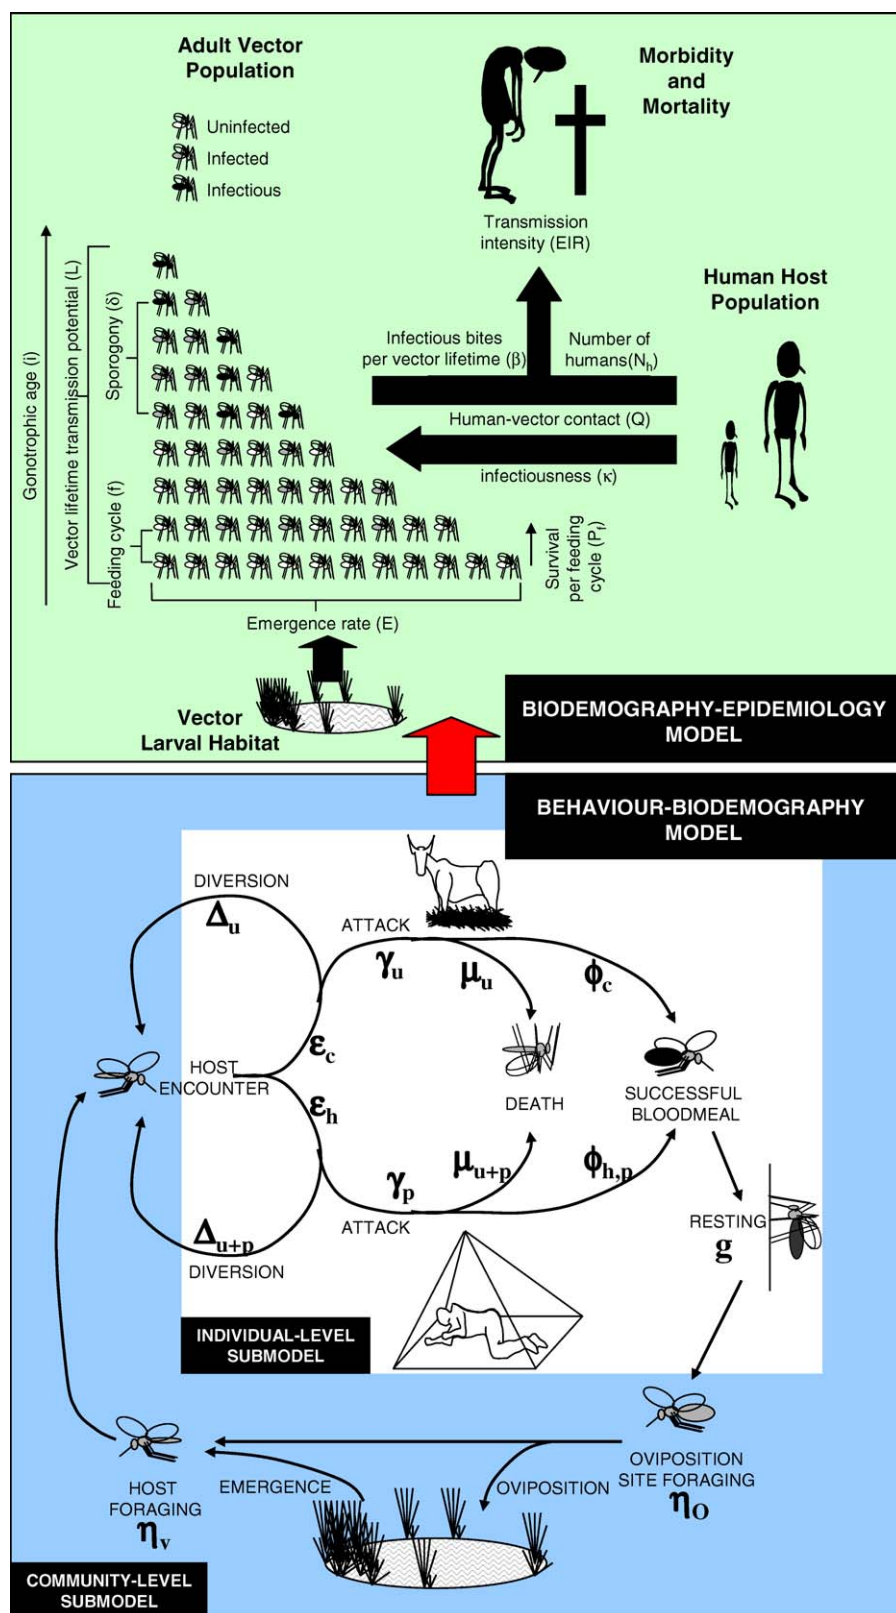 Adult Vector
Population
Uninfected
Infected
Infectious
Morbidity
and
Mortality
Transmission
intensity (EIR)
Human Host
Population
Gonotrophic age (i)
Vector lifetime transmission potential (L)
Sporogony (δ)
Feeding cycle (f)
Infectious bites
per vector lifetime (β)
Number of
humans(Nh)
Human-vector contact (Q)
infectiousness (κ)
Survival
per feeding
cycle (Pf)
Emergence rate (E)
Vector
Larval Habitat
BIODEMOGRAPHY-EPIDEMIOLOGY
MODEL
BEHAVIOUR-BIODEMOGRAPHY
MODEL
DIVERSION
Δu
ATTACK
γu
μu
ϕc
εc
HOST
ENCOUNTER
εh
DEATH
SUCCESSFUL
BLOODMEAL
μu+p
ϕh,p
γp
ATTACK
Δu+p
DIVERSION
RESTING
g
INDIVIDUAL-LEVEL
SUBMODEL
HOST
FORAGING
ηv
EMERGENCE
OVIPOSITION
OVIPOSITION
SITE FORAGING
ηO
COMMUNITY-LEVEL
SUBMODEL